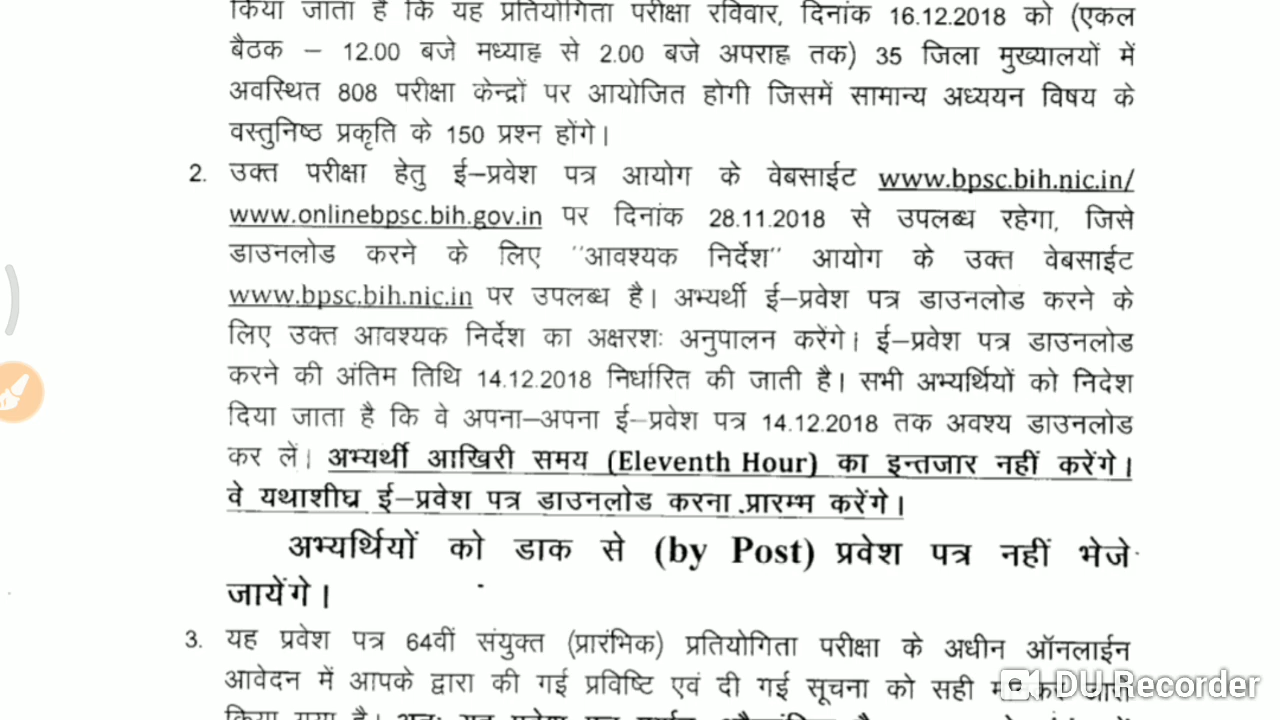 किया जाता है कि यह प्रतियोगिता परीक्षा रविवार, दिनांक 16.12.2018 को (एकल
बैठक – 12.00 बजे मध्याह्न से 2.00 बजे अपराह्न तक) 35 जिला मुख्यालयों में
अवस्थित 808 परीक्षा केन्द्रों पर आयोजित होगी जिसमें सामान्य अध्ययन विषय के
वस्तुनिष्ठ प्रकृति के 150 प्रश्न होंगे।
2. उक्त परीक्षा हेतु ई–प्रवेश पत्र आयोग के वेबसाईट www.bpsc.bih.nic.in/
www.onlinebpsc.bih.gov.in पर दिनांक 28.11.2018 से उपलब्ध रहेगा, जिसे
डाउनलोड करने के लिए "आवश्यक निर्देश" आयोग के उक्त वेबसाईट
www.bpsc.bih.nic.in पर उपलब्ध है। अभ्यर्थी ई–प्रवेश पत्र डाउनलोड करने के
लिए उक्त आवश्यक निर्देश का अक्षरशः अनुपालन करेंगे। ई–प्रवेश पत्र डाउनलोड
करने की अंतिम तिथि 14.12.2018 निर्धारित की जाती है। सभी अभ्यर्थियों को निदेश
दिया जाता है कि वे अपना–अपना ई–प्रवेश पत्र 14.12.2018 तक अवश्य डाउनलोड
कर लें। अभ्यर्थी आखिरी समय (Eleventh Hour) का इन्तजार नहीं करेंगे।
वे यथाशीघ्र ई–प्रवेश पत्र डाउनलोड करना प्रारम्भ करेंगे।
अभ्यर्थियों को डाक से (by Post) प्रवेश पत्र नहीं भेजे
जायेंगे।
3. यह प्रवेश पत्र 64वीं संयुक्त (प्रारंभिक) प्रतियोगिता परीक्षा के अधीन ऑनलाईन
आवेदन में आपके द्वारा की गई प्रविष्टि एवं दी गई सूचना को सही
DU Recorder